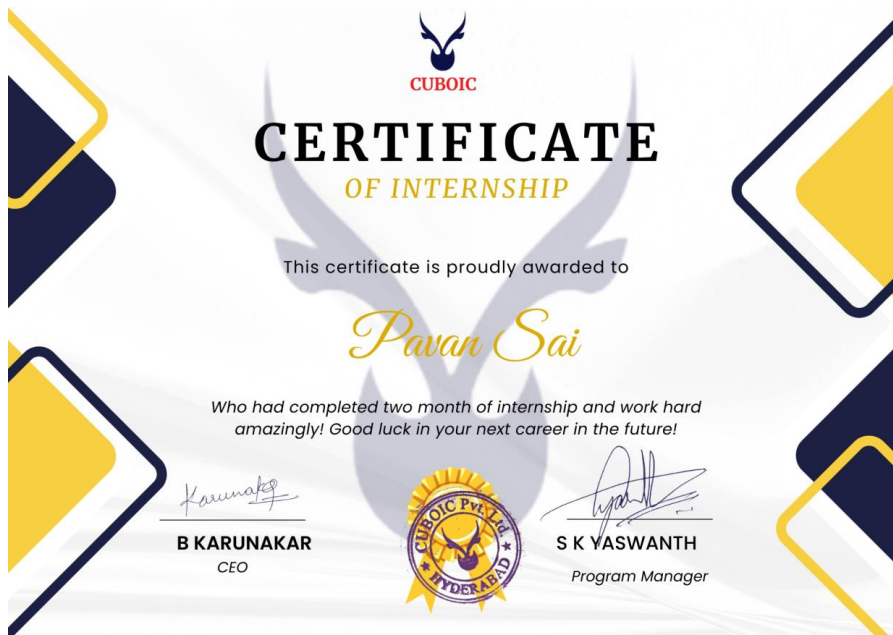 CUBOIC
CERTIFICATE
OF INTERNSHIP
This certificate is proudly awarded to
Pavan Sai
Who had completed two month of internship and work hard
amazingly! Good luck in your next career in the future!
Karunakar
B KARUNAKAR
CEO
CUBOIC Pvt. Ltd.
HYDERABAD
S K YASWANTH
Program Manager